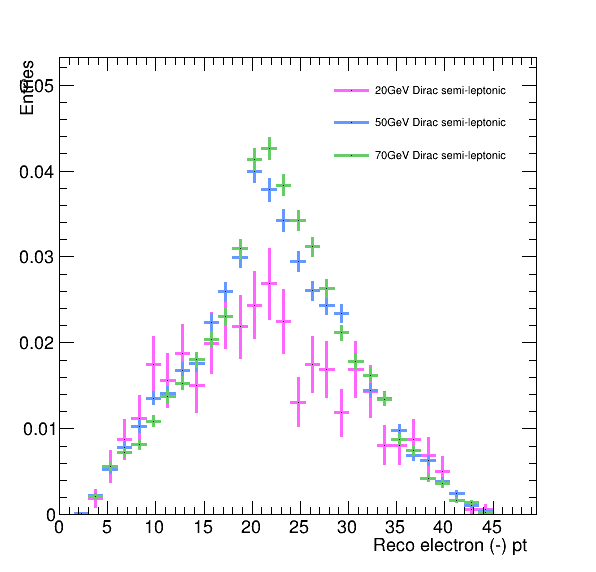 Entries
0.05
0.04
0.03
0.02
0.01
0
20GeV Dirac semi-leptonic
50GeV Dirac semi-leptonic
70GeV Dirac semi-leptonic
0 5 10 15 20 25 30 35 40 45
Reco electron (-) pt